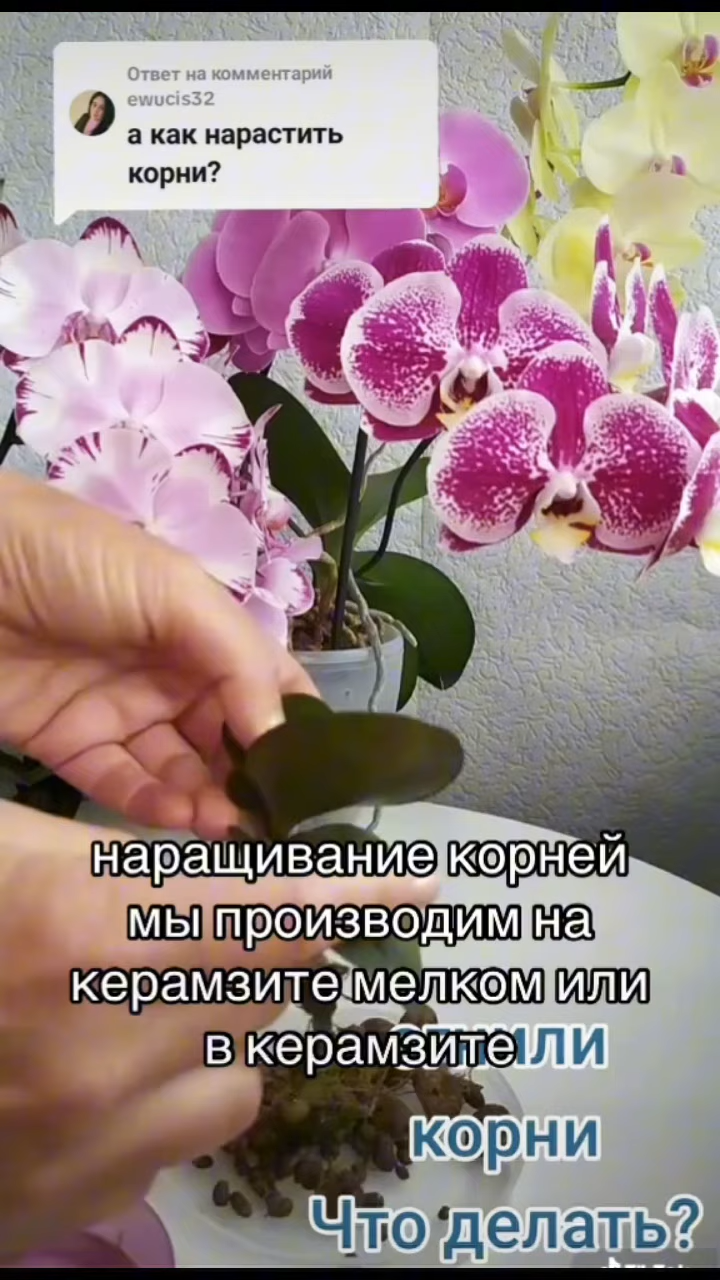 Ответ на комментарий
ewucis32
а как нарастить
корни?
наращивание корней
мы производим на
керамзите мелком или
в керамзите
корни
Что делать?